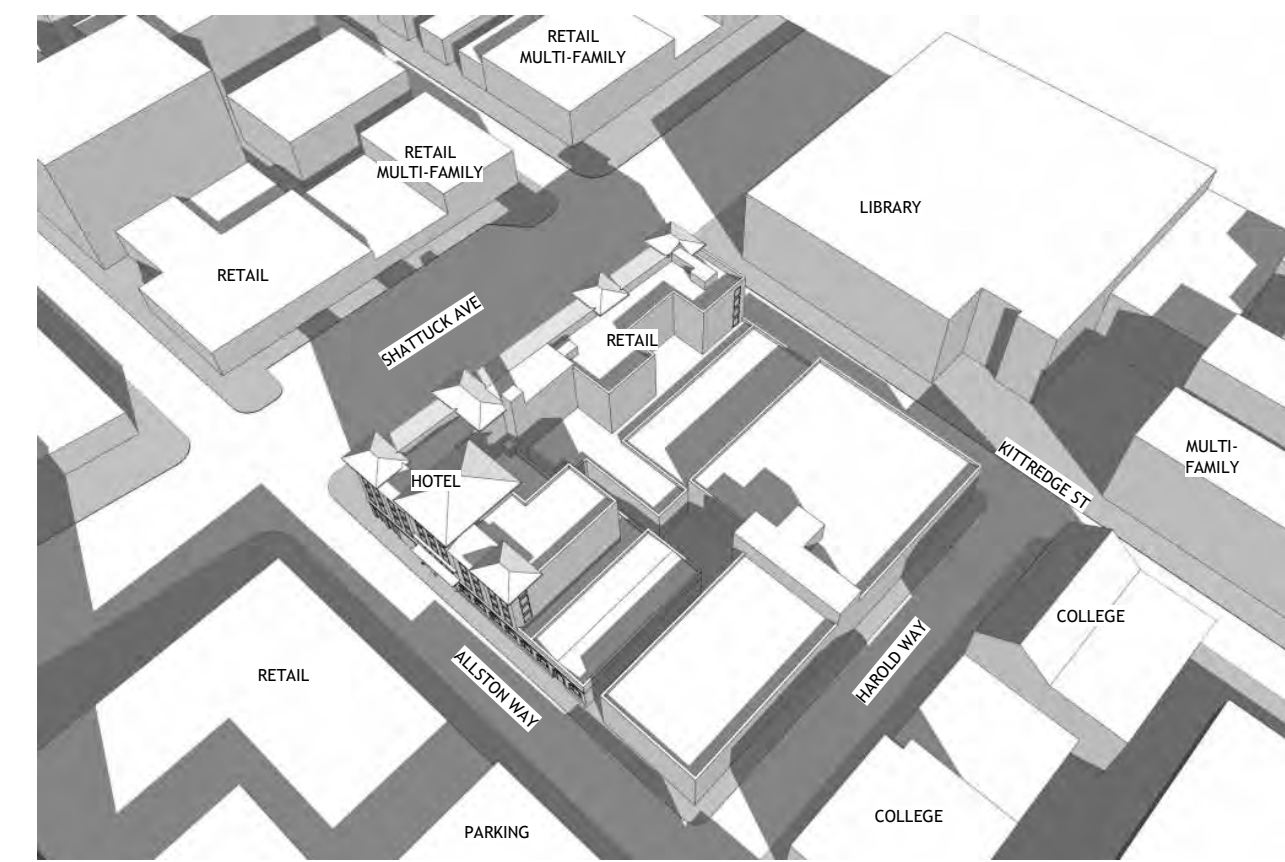 RETAIL
MULTI-FAMILY
RETAIL
MULTI-FAMILY
LIBRARY
RETAIL
SHATTUCK AVE
RETAIL
HOTEL
KITTREDGE ST
MULTI-
FAMILY
COLLEGE
HAROLD WAY
RETAIL
ALLSTON WAY
COLLEGE
PARKING